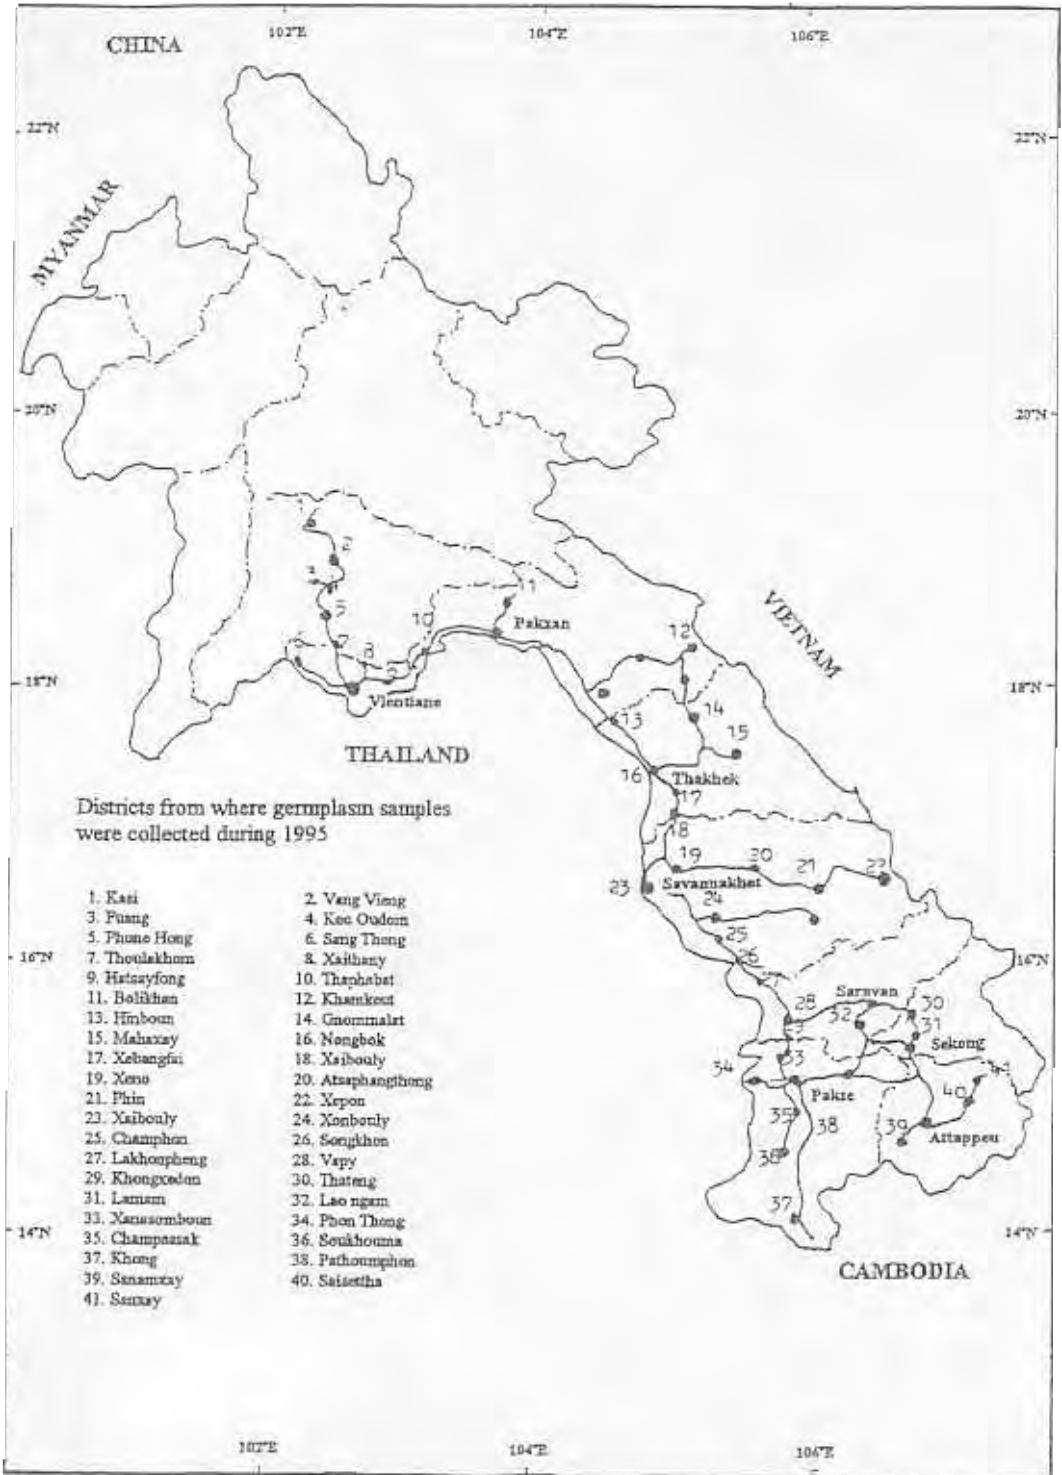 102°E 104°E 106°E
CHINA
22°N 22°N
MYANMAR
20°N 20°N
2
5
11
10
Pakxan
8
VIETNAM
12
18°N 18°N
Vientiane
13
14
15
THAILAND
16
Thakhek
17
18
Districts from where germplasm samples
were collected during 1995
19 20 21 22
23
Savannakhet
24
25
26
16°N 16°N
Saravan
28
30
32
31
Sekong
34
33
Pakse
41
40
35
38
39
Attappeu
36
37
14°N 14°N
CAMBODIA
1. Kasi 2. Vang Vieng
3. Fuang 4. Keo Oudom
5. Phone Hong 6. Sang Thong
7. Thoulakhom 8. Xaithany
9. Hatsayfong 10. Thaphabat
11. Bolikhan 12. Khamkeut
13. Hinboun 14. Gnommalat
15. Mahaxay 16. Nongbok
17. Xebangfai 18. Xaibouly
19. Xeno 20. Atsaphangthong
21. Phin 22. Xepon
23. Xaibouly 24. Xonbouly
25. Champhon 26. Songkhon
27. Lakhonpheng 28. Vapy
29. Khongxedon 30. Thateng
31. Lamam 32. Lao ngam
33. Xanasomboun 34. Phon Thong
35. Champassak 36. Soukhouma
37. Khong 38. Pathoumphon
39. Sanamxay 40. Saisettha
41. Sanxay
102°E 104°E 106°E